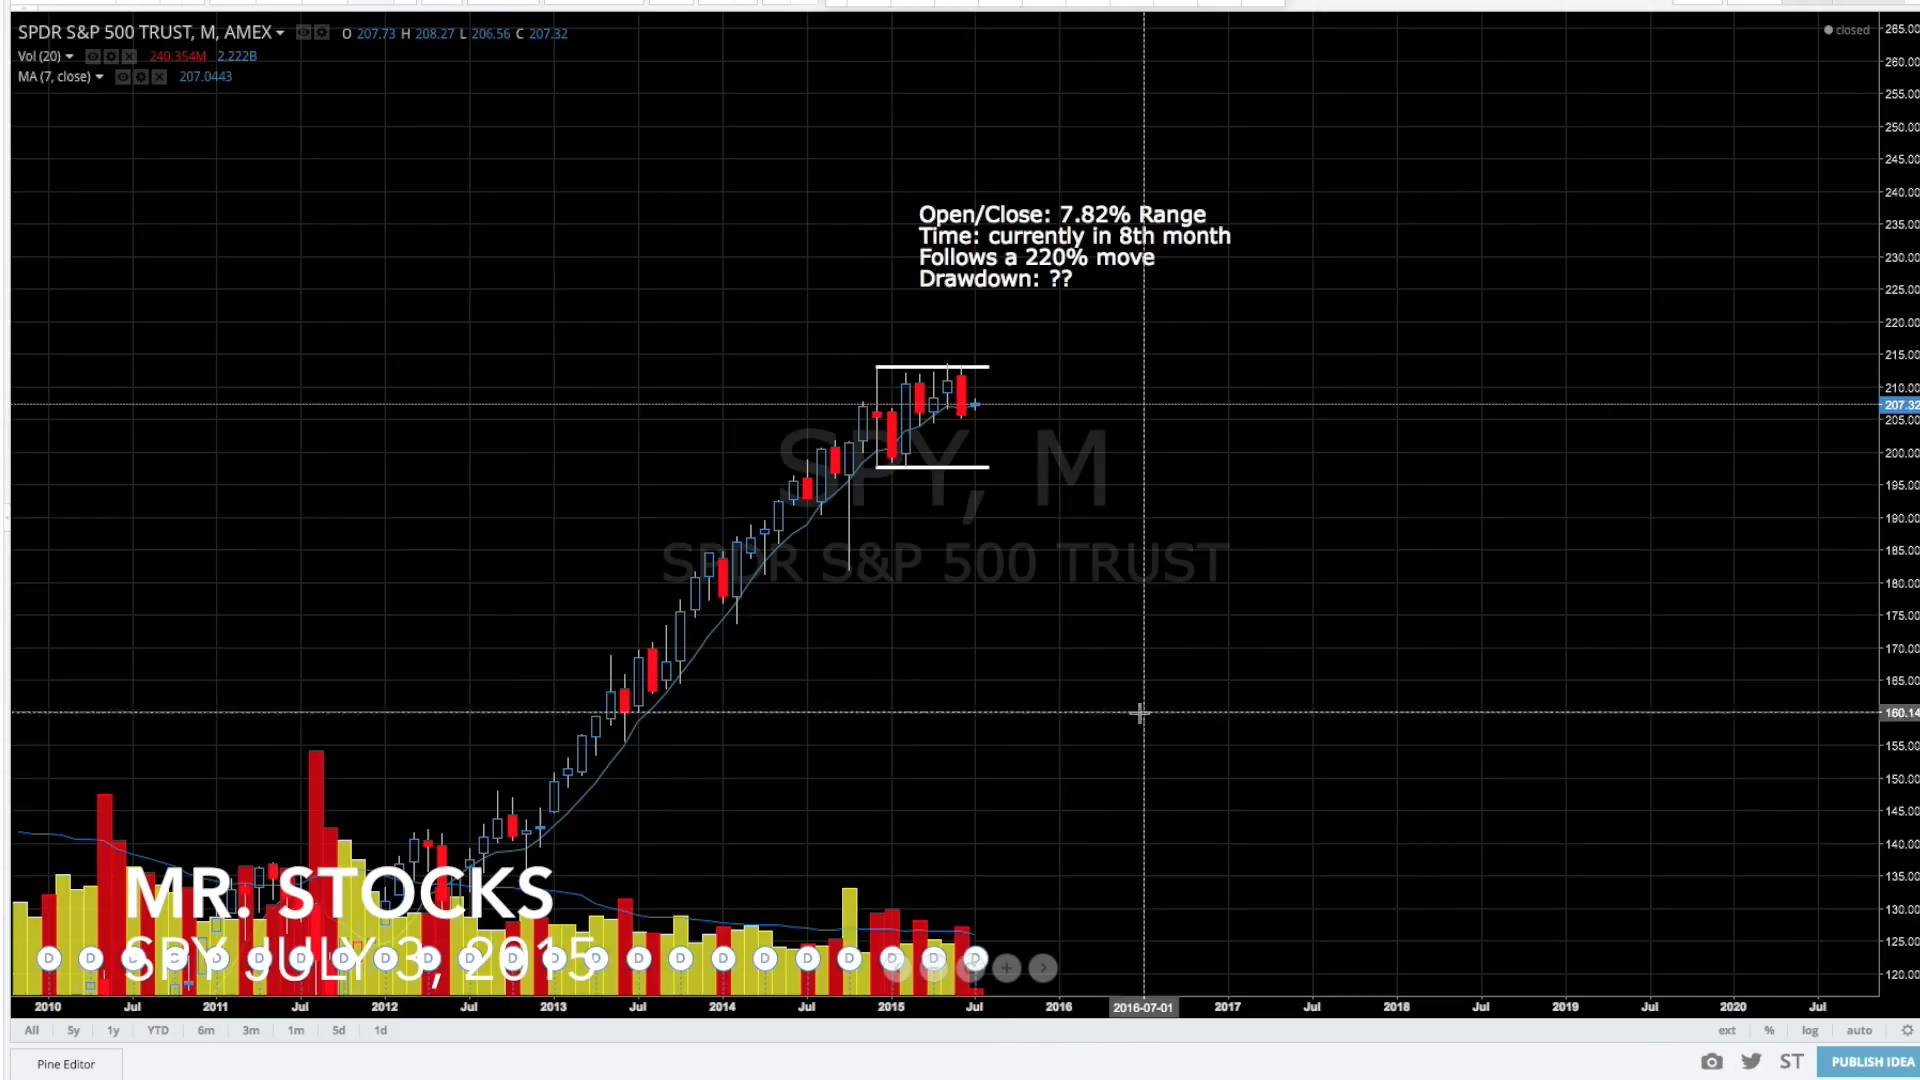 SPDR S&P 500 TRUST, M, AMEX O 207.73 H 208.27 L 206.56 C 207.32
closed
Vol (20) 240.354M 2.222B
MA (7, close) 207.0443
Open/Close: 7.82% Range
Time: currently in 8th month
Follows a 220% move
Drawdown: ??
SPY, M
SPDR S&P 500 TRUST
265.00
260.00
255.00
250.00
245.00
240.00
235.00
230.00
225.00
220.00
215.00
210.00
207.32
205.00
200.00
195.00
190.00
185.00
180.00
175.00
170.00
165.00
160.14
155.00
150.00
145.00
140.00
135.00
130.00
125.00
120.00
MR. STOCKS
SPY JULY 3, 2015
D D D D D D D D D D D D D D D D D D D D D D
2010 Jul 2011 Jul 2012 Jul 2013 Jul 2014 Jul 2015 Jul 2016 2016-07-01 2017 Jul 2018 Jul 2019 Jul 2020 Jul
All 5y 1y YTD 6m 3m 1m 5d 1d ext % log auto
Pine Editor ST PUBLISH IDEA